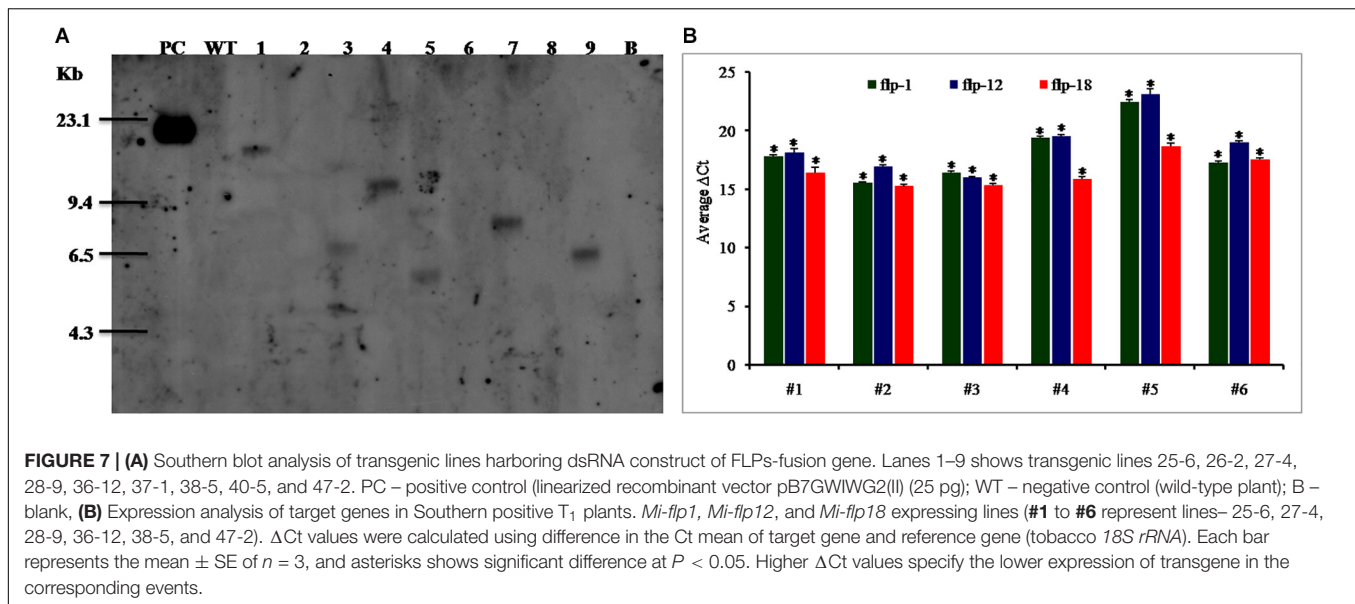 A
PC WT 1 2 3 4 5 6 7 8 9 B
Kb
23.1
9.4
6.5
4.3
B
flp-1 flp-12 flp-18
25
20
15
10
5
0
Average ΔCt
* * * * * * * * * * * * * * * * * *
#1 #2 #3 #4 #5 #6
FIGURE 7 | (A) Southern blot analysis of transgenic lines harboring dsRNA construct of FLPs-fusion gene. Lanes 1–9 shows transgenic lines 25-6, 26-2, 27-4,
28-9, 36-12, 37-1, 38-5, 40-5, and 47-2. PC – positive control (linearized recombinant vector pB7GWIWG2(II) (25 pg); WT – negative control (wild-type plant); B –
blank, (B) Expression analysis of target genes in Southern positive T1 plants. Mi-flp1, Mi-flp12, and Mi-flp18 expressing lines (#1 to #6 represent lines– 25-6, 27-4,
28-9, 36-12, 38-5, and 47-2). ΔCt values were calculated using difference in the Ct mean of target gene and reference gene (tobacco 18S rRNA). Each bar
represents the mean ± SE of n = 3, and asterisks shows significant difference at P < 0.05. Higher ΔCt values specify the lower expression of transgene in the
corresponding events.